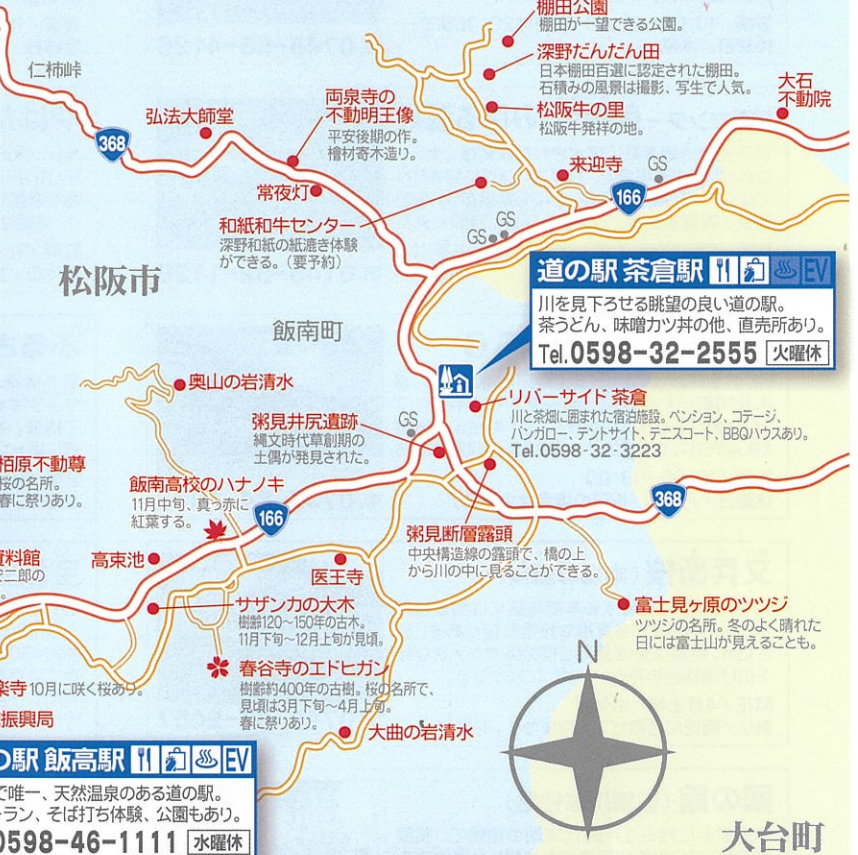 棚田公園
棚田が一望できる公園。
深野だんだん田
日本棚田百選に認定された棚田。
石積みの風景は撮影、写生で人気。
松阪牛の里
松阪牛発祥の地。
大石
不動院
仁柿峠
弘法大師堂
両泉寺の
不動明王像
平安後期の作。
檜材寄木造り。
368
常夜灯
来迎寺
GS
166
和紙和牛センター
深野和紙の紙漉き体験
ができる。(要予約)
GS
GS
松阪市
飯南町
道の駅 茶倉駅 EV
川を見下ろせる眺望の良い道の駅。
茶うどん、味噌カツ丼の他、直売所あり。
Tel.0598-32-2555 火曜休
奥山の岩清水
リバーサイド 茶倉
川と茶畑に囲まれた宿泊施設。ペンション、コテージ、
バンガロー、テントサイト、テニスコート、BBQハウスあり。
Tel.0598-32-3223
粥見井尻遺跡
縄文時代草創期の
土偶が発見された。
GS
栢原不動尊
桜の名所。
春に祭りあり。
飯南高校のハナノキ
11月中旬、真っ赤に
紅葉する。
166
368
粥見断層露頭
中央構造線の露頭で、橋の上
から川の中に見ることができる。
資料館
二郎の
高束池
医王寺
サザンカの大木
樹齢120〜150年の古木。
11月下旬〜12月上旬が見頃。
富士見ヶ原のツツジ
ツツジの名所。冬のよく晴れた
日には富士山が見えることも。
春谷寺のエドヒガン
樹齢約400年の古樹。桜の名所で、
見頃は3月下旬〜4月上旬。
春に祭りあり。
楽寺 10月に咲く桜あり。
振興局
大曲の岩清水
N
の駅 飯高駅 EV
で唯一、天然温泉のある道の駅。
ラン、そば打ち体験、公園もあり。
0598-46-1111 水曜休
大台町